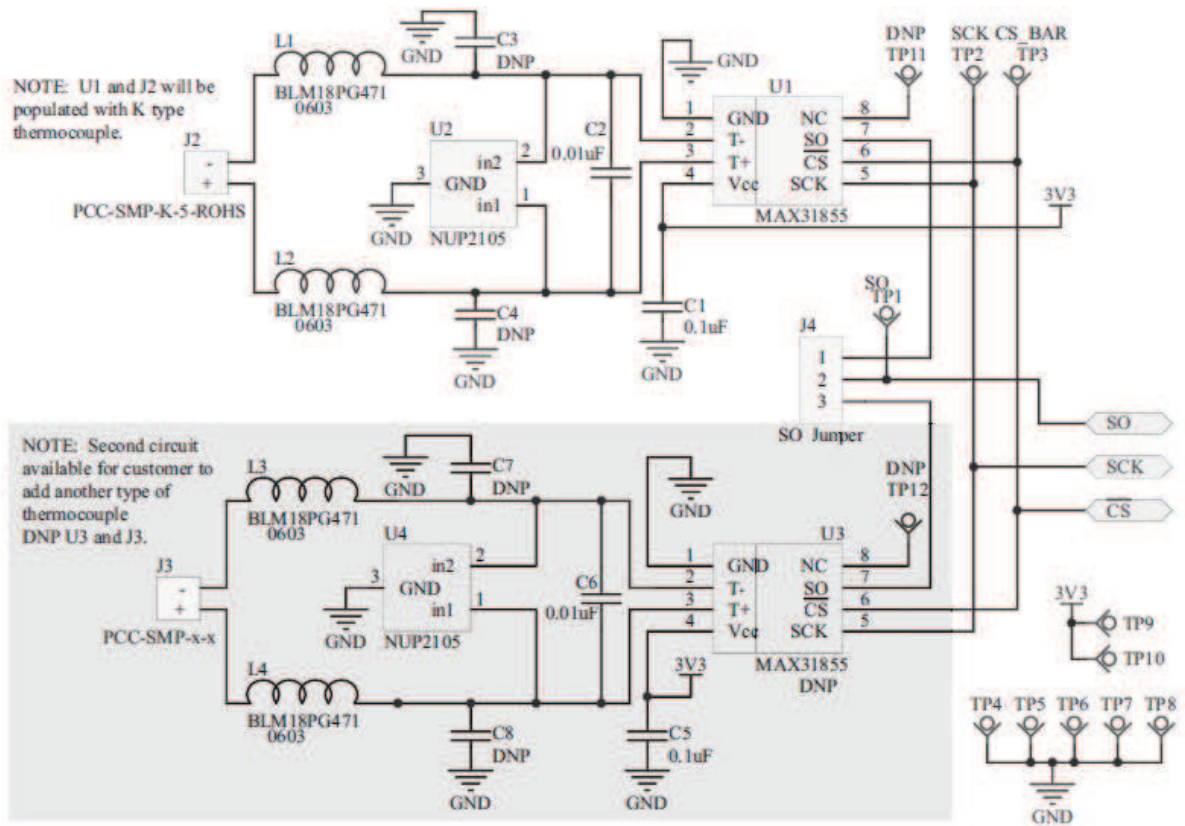 NOTE: U1 and J2 will be
populated with K type
thermocouple.
J2
-
+
PCC-SMP-K-5-ROHS
L1
BLM18PG471
0603
GND
C3
DNP
U2
in2
2
3
GND
in1
1
NUP2105
GND
C2
0.01uF
L2
BLM18PG471
0603
C4
DNP
GND
GND
U1
1
GND
NC
8
2
T-
SO
7
3
T+
CS
6
4
Vcc
SCK
5
MAX31855
DNP
TP11
SCK
TP2
CS_BAR
TP3
3V3
C1
0.1uF
GND
SO
TP1
J4
1
2
3
SO Jumper
SO
SCK
CS
NOTE: Second circuit
available for customer to
add another type of
thermocouple
DNP U3 and J3.
J3
-
+
PCC-SMP-x-x
L3
BLM18PG471
0603
GND
C7
DNP
U4
in2
2
3
GND
in1
1
NUP2105
GND
C6
0.01uF
L4
BLM18PG471
0603
C8
DNP
GND
GND
U3
1
GND
NC
8
2
T-
SO
7
3
T+
CS
6
4
Vcc
SCK
5
MAX31855
DNP
DNP
TP12
3V3
C5
0.1uF
GND
3V3
TP9
TP10
TP4
TP5
TP6
TP7
TP8
GND